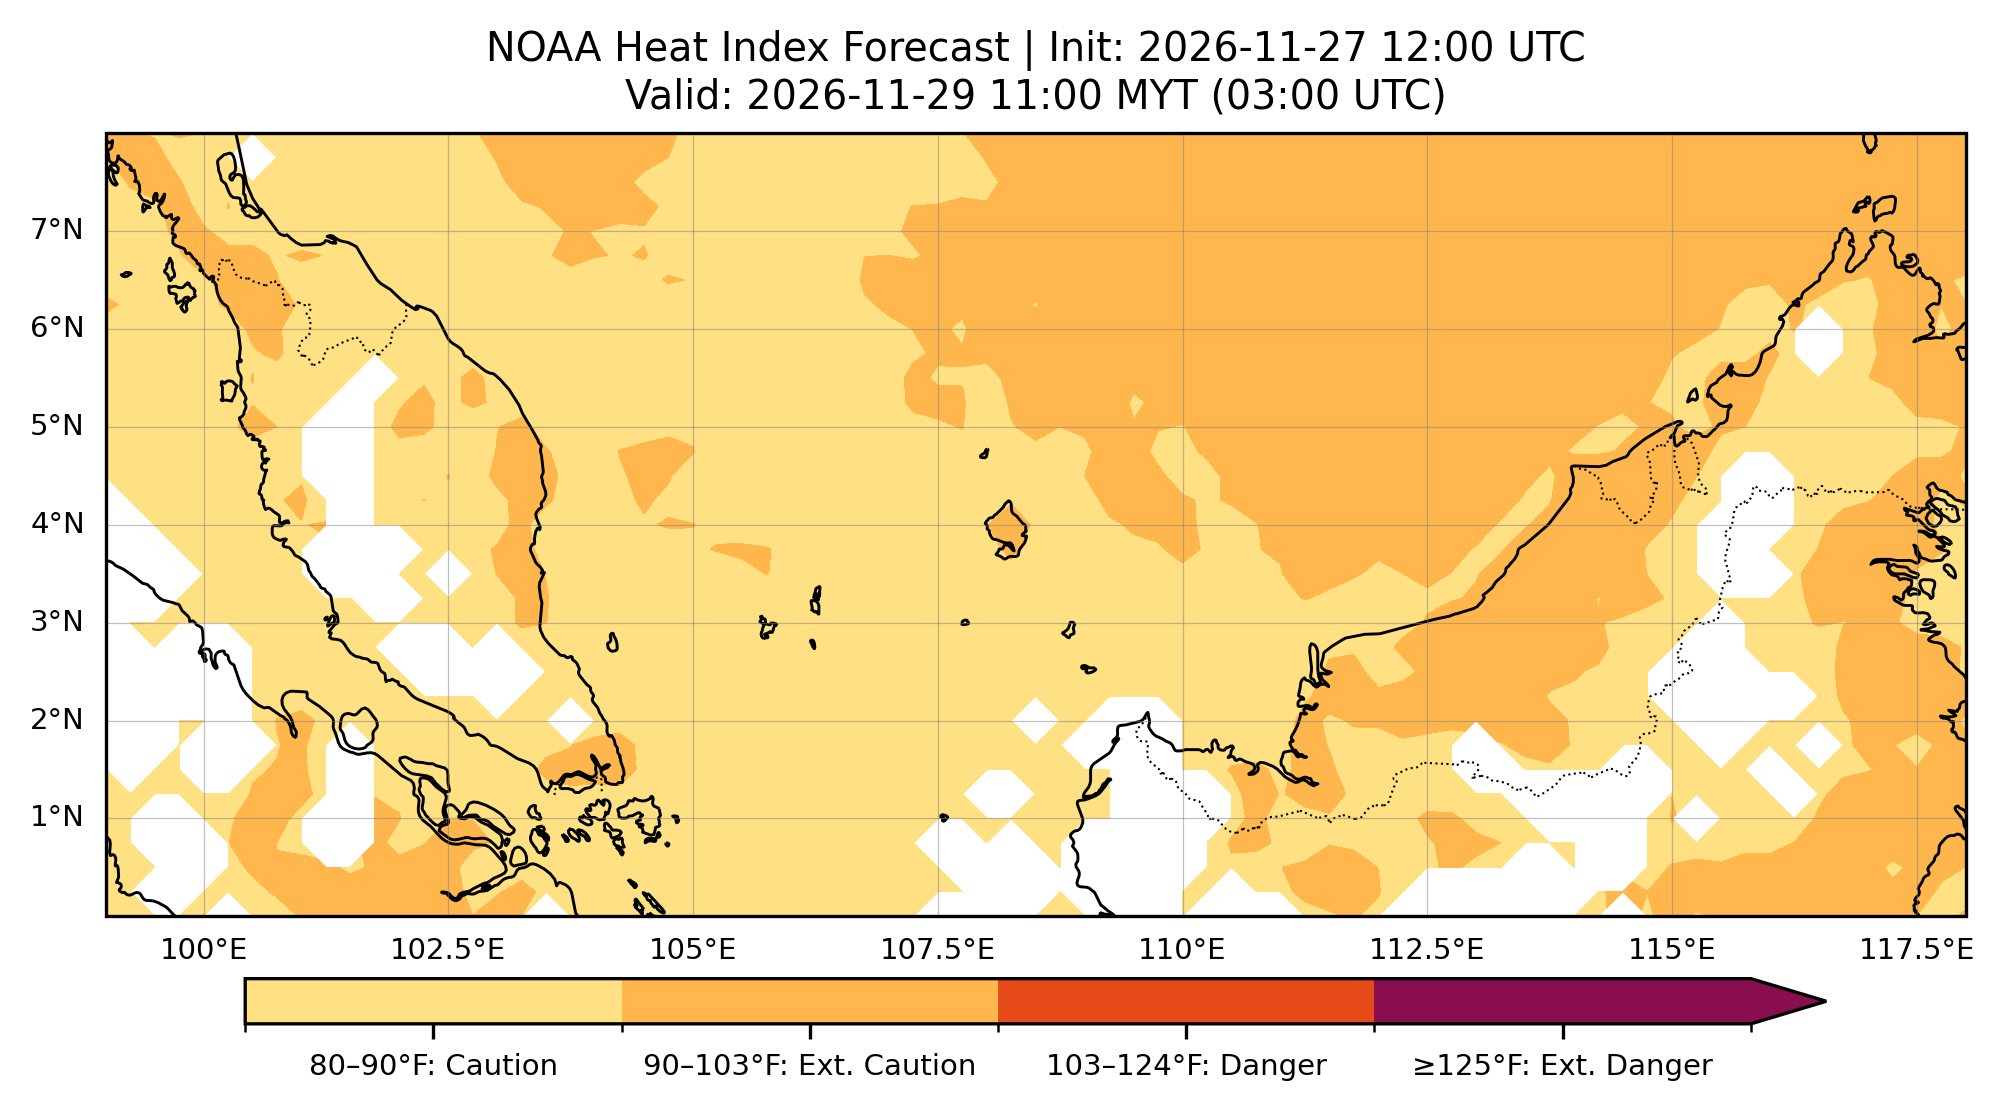 NOAA Heat Index Forecast | Init: 2026-11-27 12:00 UTC
Valid: 2026-11-29 11:00 MYT (03:00 UTC)
7°N
6°N
5°N
4°N
3°N
2°N
1°N
100°E 102.5°E 105°E 107.5°E 110°E 112.5°E 115°E 117.5°E
80–90°F: Caution 90–103°F: Ext. Caution 103–124°F: Danger ≥125°F: Ext. Danger